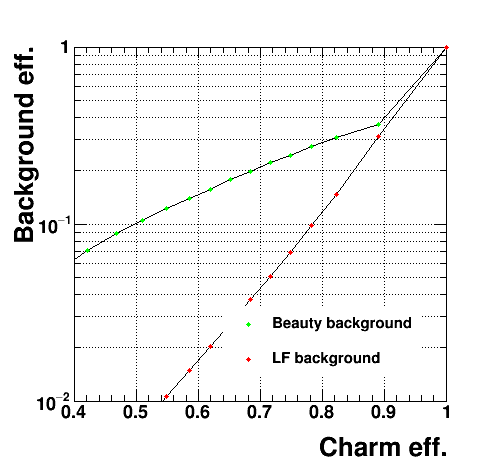 Background eff.
1
10⁻¹
10⁻²
Beauty background
LF background
0.4 0.5 0.6 0.7 0.8 0.9 1
Charm eff.